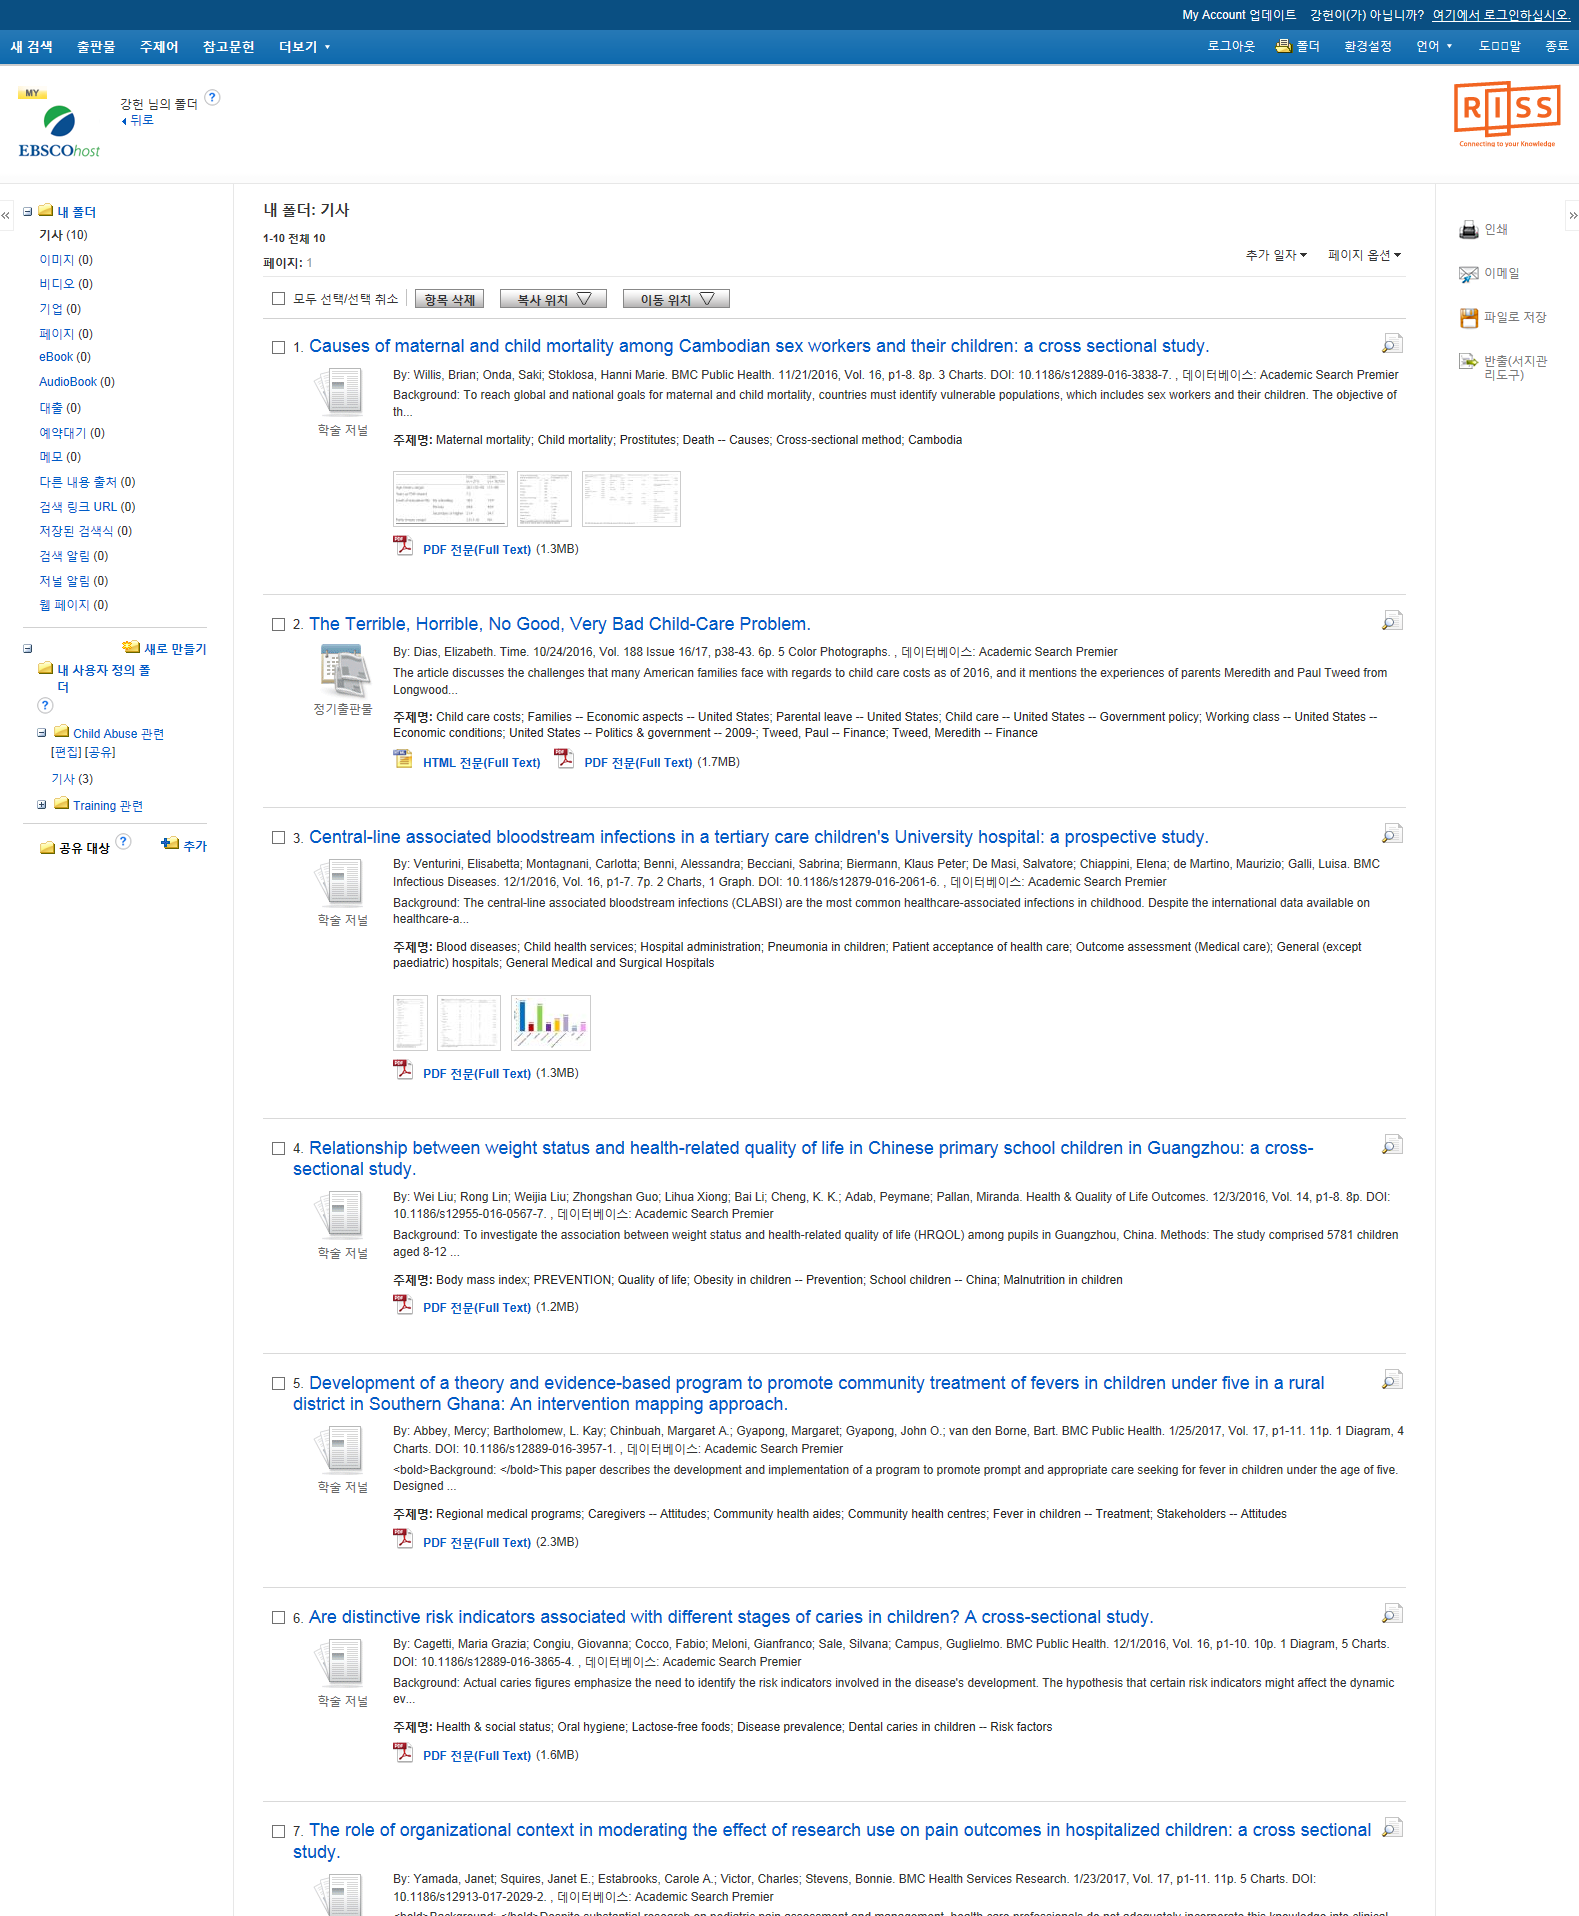 My Account 업데이트 강헌이(가) 아닙니까? 여기에서 로그인하십시오.
새 검색 출판물 주제어 참고문헌 더보기 로그아웃 폴더 환경설정 언어 도□□말 종료
MY
EBSCOhost
강헌 님의 폴더 ?
뒤로
RISS
Connecting to your Knowledge
«
내 폴더
기사 (10)
이미지 (0)
비디오 (0)
기업 (0)
페이지 (0)
eBook (0)
AudioBook (0)
대출 (0)
예약대기 (0)
메모 (0)
다른 내용 출처 (0)
검색 링크 URL (0)
저장된 검색식 (0)
검색 알림 (0)
저널 알림 (0)
웹 페이지 (0)
새로 만들기
내 사용자 정의 폴
더
?
Child Abuse 관련
[편집] [공유]
기사 (3)
Training 관련
공유 대상 ? 추가
내 폴더: 기사
1-10 전체 10
페이지: 1
추가 일자 페이지 옵션
모두 선택/선택 취소 항목 삭제 복사 위치 이동 위치
1. Causes of maternal and child mortality among Cambodian sex workers and their children: a cross sectional study.
학술 저널
By: Willis, Brian; Onda, Saki; Stoklosa, Hanni Marie. BMC Public Health. 11/21/2016, Vol. 16, p1-8. 8p. 3 Charts. DOI: 10.1186/s12889-016-3838-7. , 데이터베이스: Academic Search Premier
Background: To reach global and national goals for maternal and child mortality, countries must identify vulnerable populations, which includes sex workers and their children. The objective of
th...
주제명: Maternal mortality; Child mortality; Prostitutes; Death -- Causes; Cross-sectional method; Cambodia
PDF 전문(Full Text) (1.3MB)
2. The Terrible, Horrible, No Good, Very Bad Child-Care Problem.
정기출판물
By: Dias, Elizabeth. Time. 10/24/2016, Vol. 188 Issue 16/17, p38-43. 6p. 5 Color Photographs. , 데이터베이스: Academic Search Premier
The article discusses the challenges that many American families face with regards to child care costs as of 2016, and it mentions the experiences of parents Meredith and Paul Tweed from
Longwood...
주제명: Child care costs; Families -- Economic aspects -- United States; Parental leave -- United States; Child care -- United States -- Government policy; Working class -- United States --
Economic conditions; United States -- Politics & government -- 2009-; Tweed, Paul -- Finance; Tweed, Meredith -- Finance
HTML 전문(Full Text) PDF 전문(Full Text) (1.7MB)
3. Central-line associated bloodstream infections in a tertiary care children's University hospital: a prospective study.
학술 저널
By: Venturini, Elisabetta; Montagnani, Carlotta; Benni, Alessandra; Becciani, Sabrina; Biermann, Klaus Peter; De Masi, Salvatore; Chiappini, Elena; de Martino, Maurizio; Galli, Luisa. BMC
Infectious Diseases. 12/1/2016, Vol. 16, p1-7. 7p. 2 Charts, 1 Graph. DOI: 10.1186/s12879-016-2061-6. , 데이터베이스: Academic Search Premier
Background: The central-line associated bloodstream infections (CLABSI) are the most common healthcare-associated infections in childhood. Despite the international data available on
healthcare-a...
주제명: Blood diseases; Child health services; Hospital administration; Pneumonia in children; Patient acceptance of health care; Outcome assessment (Medical care); General (except
paediatric) hospitals; General Medical and Surgical Hospitals
PDF 전문(Full Text) (1.3MB)
4. Relationship between weight status and health-related quality of life in Chinese primary school children in Guangzhou: a cross-
sectional study.
학술 저널
By: Wei Liu; Rong Lin; Weijia Liu; Zhongshan Guo; Lihua Xiong; Bai Li; Cheng, K. K.; Adab, Peymane; Pallan, Miranda. Health & Quality of Life Outcomes. 12/3/2016, Vol. 14, p1-8. 8p. DOI:
10.1186/s12955-016-0567-7. , 데이터베이스: Academic Search Premier
Background: To investigate the association between weight status and health-related quality of life (HRQOL) among pupils in Guangzhou, China. Methods: The study comprised 5781 children
aged 8-12 ...
주제명: Body mass index; PREVENTION; Quality of life; Obesity in children -- Prevention; School children -- China; Malnutrition in children
PDF 전문(Full Text) (1.2MB)
5. Development of a theory and evidence-based program to promote community treatment of fevers in children under five in a rural
district in Southern Ghana: An intervention mapping approach.
학술 저널
By: Abbey, Mercy; Bartholomew, L. Kay; Chinbuah, Margaret A.; Gyapong, Margaret; Gyapong, John O.; van den Borne, Bart. BMC Public Health. 1/25/2017, Vol. 17, p1-11. 11p. 1 Diagram, 4
Charts. DOI: 10.1186/s12889-016-3957-1. , 데이터베이스: Academic Search Premier
<bold>Background: </bold>This paper describes the development and implementation of a program to promote prompt and appropriate care seeking for fever in children under the age of five.
Designed ...
주제명: Regional medical programs; Caregivers -- Attitudes; Community health aides; Community health centres; Fever in children -- Treatment; Stakeholders -- Attitudes
PDF 전문(Full Text) (2.3MB)
6. Are distinctive risk indicators associated with different stages of caries in children? A cross-sectional study.
학술 저널
By: Cagetti, Maria Grazia; Congiu, Giovanna; Cocco, Fabio; Meloni, Gianfranco; Sale, Silvana; Campus, Guglielmo. BMC Public Health. 12/1/2016, Vol. 16, p1-10. 10p. 1 Diagram, 5 Charts.
DOI: 10.1186/s12889-016-3865-4. , 데이터베이스: Academic Search Premier
Background: Actual caries figures emphasize the need to identify the risk indicators involved in the disease's development. The hypothesis that certain risk indicators might affect the dynamic
ev...
주제명: Health & social status; Oral hygiene; Lactose-free foods; Disease prevalence; Dental caries in children -- Risk factors
PDF 전문(Full Text) (1.6MB)
7. The role of organizational context in moderating the effect of research use on pain outcomes in hospitalized children: a cross sectional
study.
By: Yamada, Janet; Squires, Janet E.; Estabrooks, Carole A.; Victor, Charles; Stevens, Bonnie. BMC Health Services Research. 1/23/2017, Vol. 17, p1-11. 11p. 5 Charts. DOI:
10.1186/s12913-017-2029-2. , 데이터베이스: Academic Search Premier
»
인쇄
이메일
파일로 저장
반출(서지관
리도구)